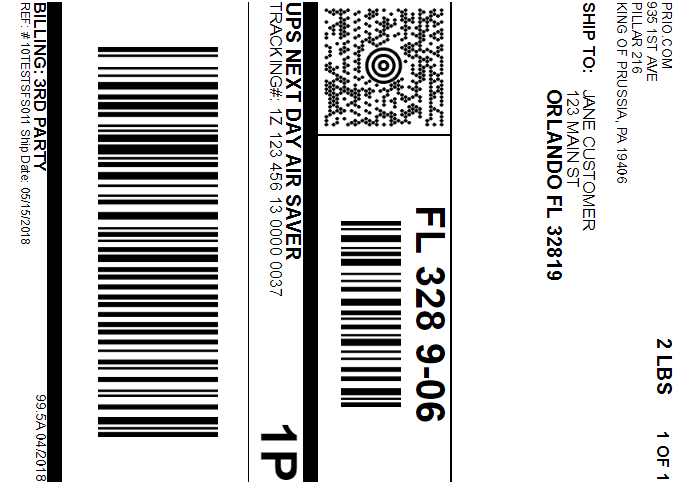 PRIO.COM
935 1ST AVE
PILLAR 216
KING OF PRUSSIA, PA 19406
2 LBS
1 OF 1
SHIP TO:
JANE CUSTOMER
123 MAIN ST
ORLANDO FL 32819
FL 328 9-06
UPS NEXT DAY AIR SAVER
TRACKING#: 1Z 123 456 13 0000 0037
1P
BILLING: 3RD PARTY
REF: # 10TESTSFS011 Ship Date: 05/15/2018
99.5A 04/2018